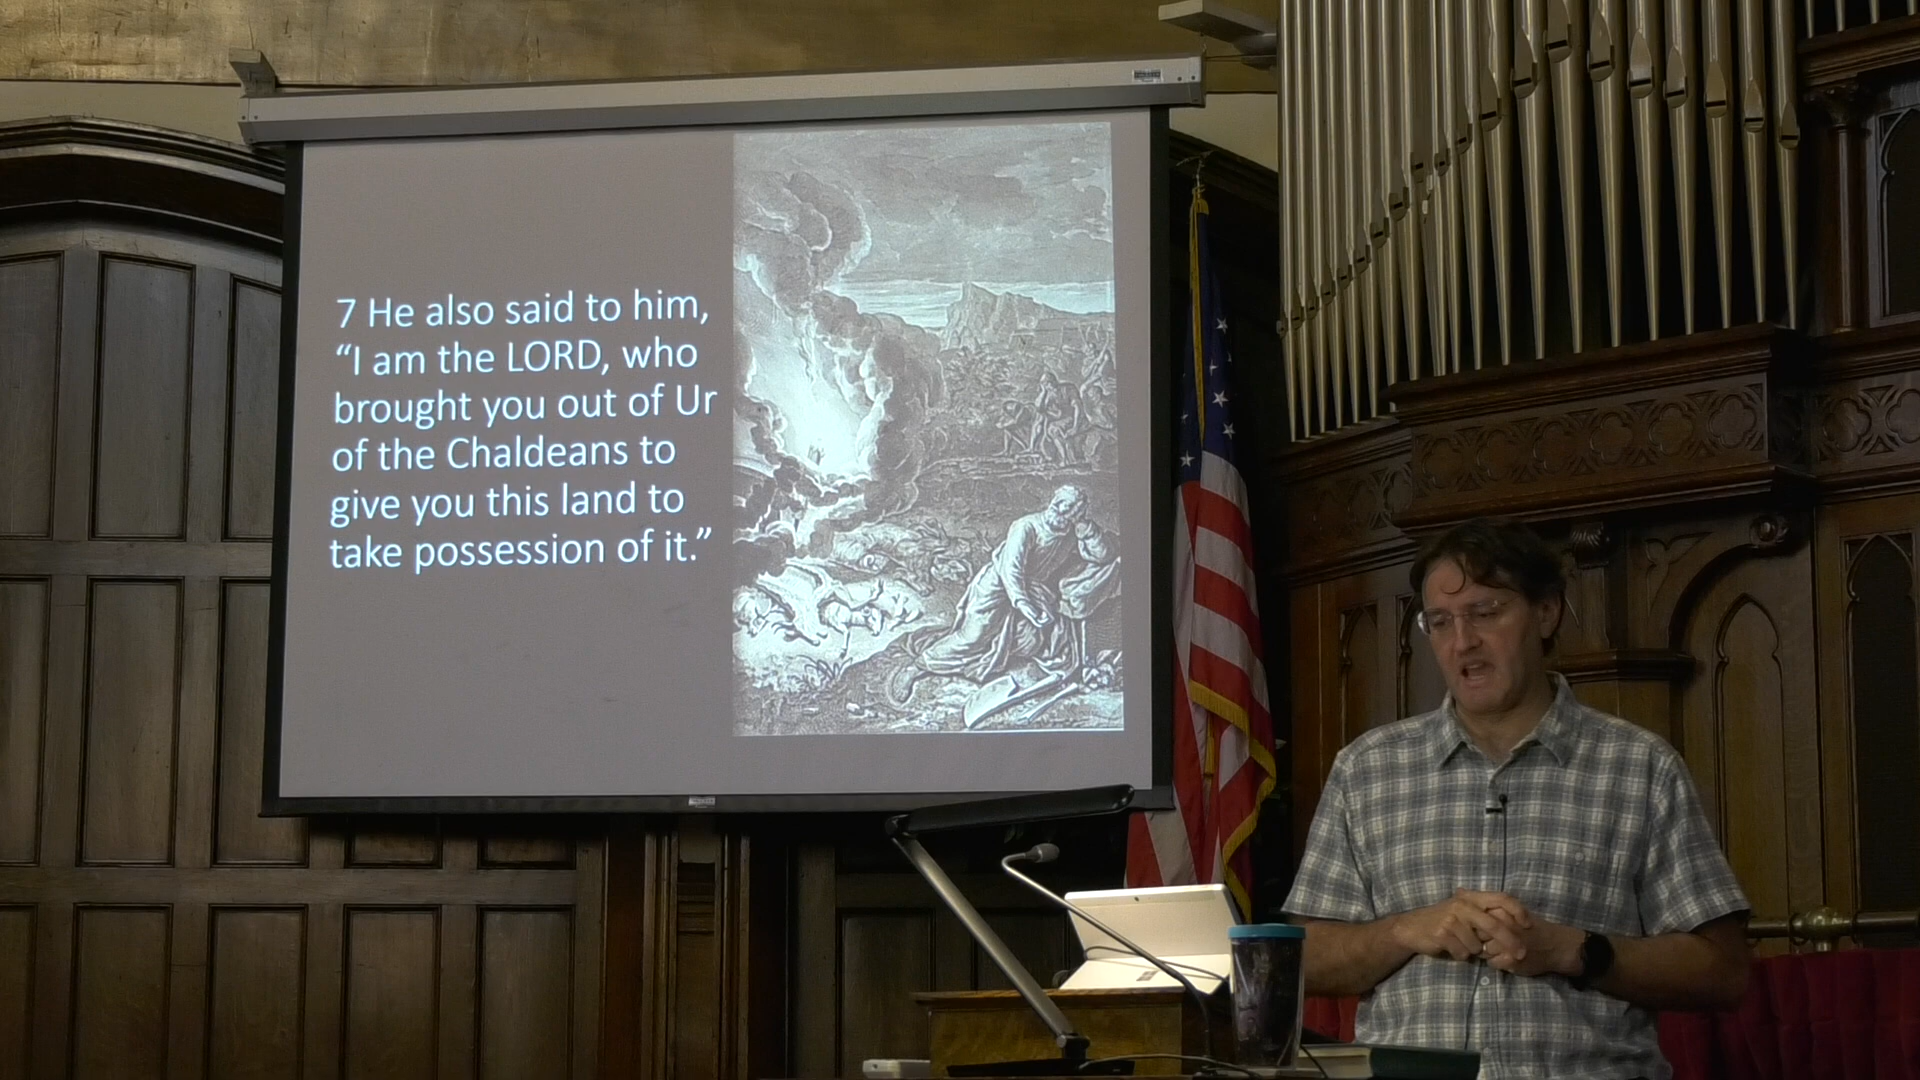 7 He also said to him,
“I am the LORD, who
brought you out of Ur
of the Chaldeans to
give you this land to
take possession of it.”